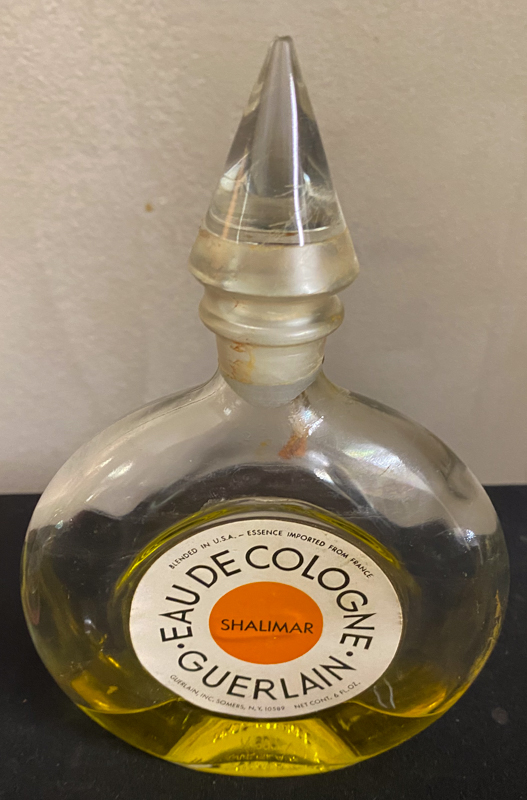 BLENDED IN U.S.A. – ESSENCE IMPORTED FROM FRANCE
EAU DE COLOGNE
SHALIMAR
· GUERLAIN ·
GUERLAIN, INC. SOMERS, N.Y. 10589 NET CONT. 6 FL.OZ.